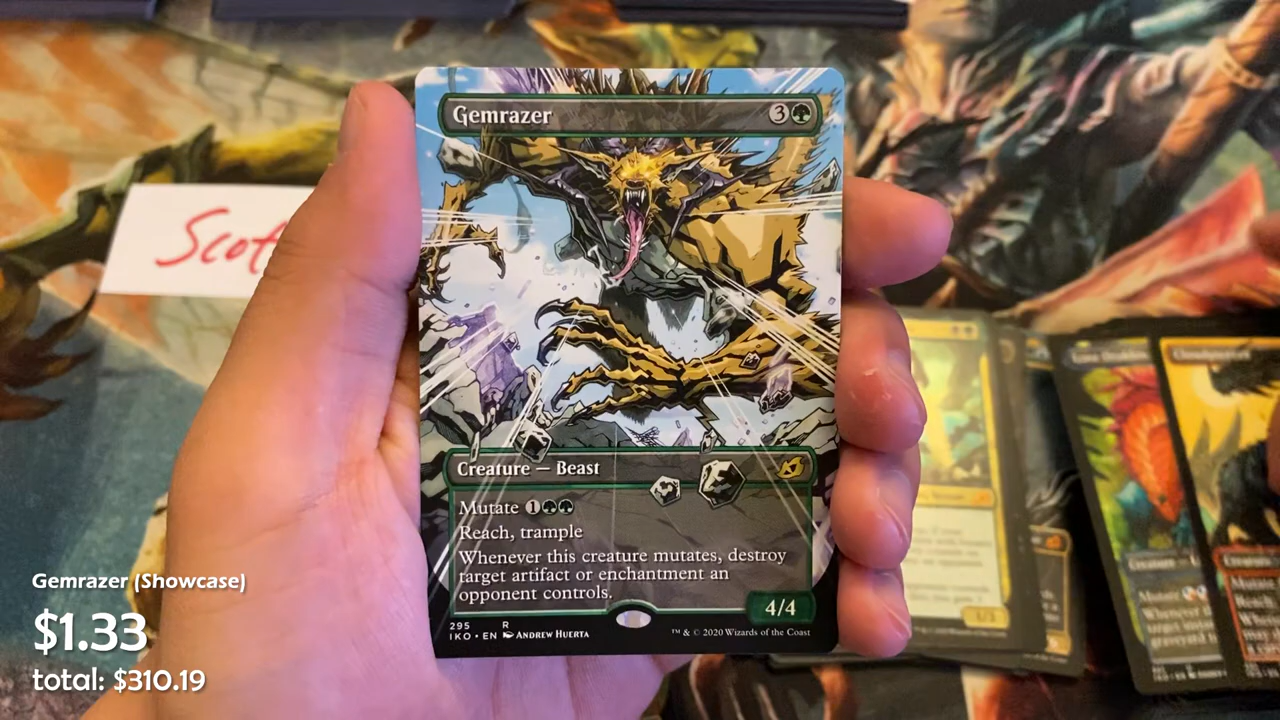 Gemrazer 3
Scot
Creature — Beast
Mutate 1
Reach, trample
Whenever this creature mutates, destroy
target artifact or enchantment an
opponent controls.
4/4
295 R
IKO • EN ANDREW HUERTA
™ & © 2020 Wizards of the Coast
Gemrazer (Showcase)
$1.33
total: $310.19